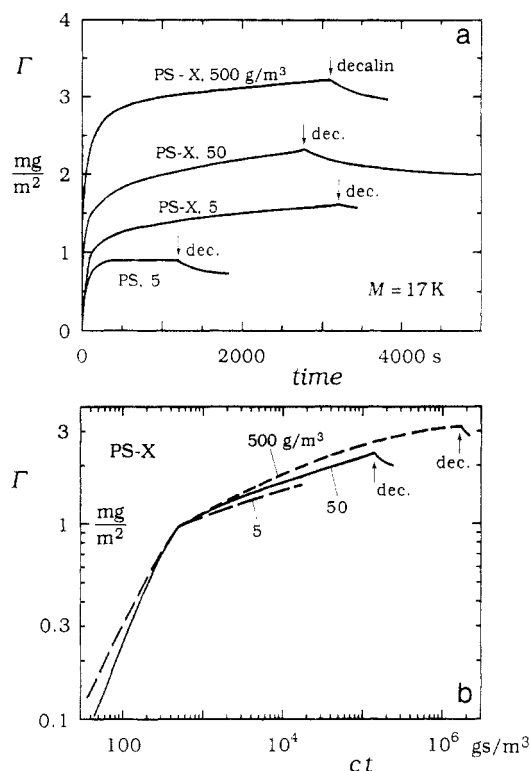 4
a
Γ
PS-X, 500 g/m³
decalin
3
dec.
mg
m²
PS-X, 50
2
dec.
PS-X, 5
1
dec.
PS, 5
M = 17K
0
0
2000
4000 s
time
3
PS-X
500 g/m³
Γ
dec.
dec.
1
mg
m²
50
5
0.3
b
0.1
100
10⁴
10⁶
gs/m³
ct